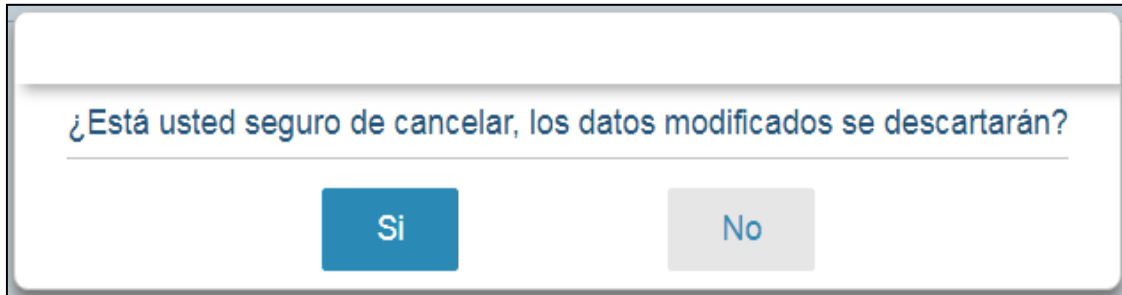 ¿Está usted seguro de cancelar, los datos modificados se descartarán?
Si
No